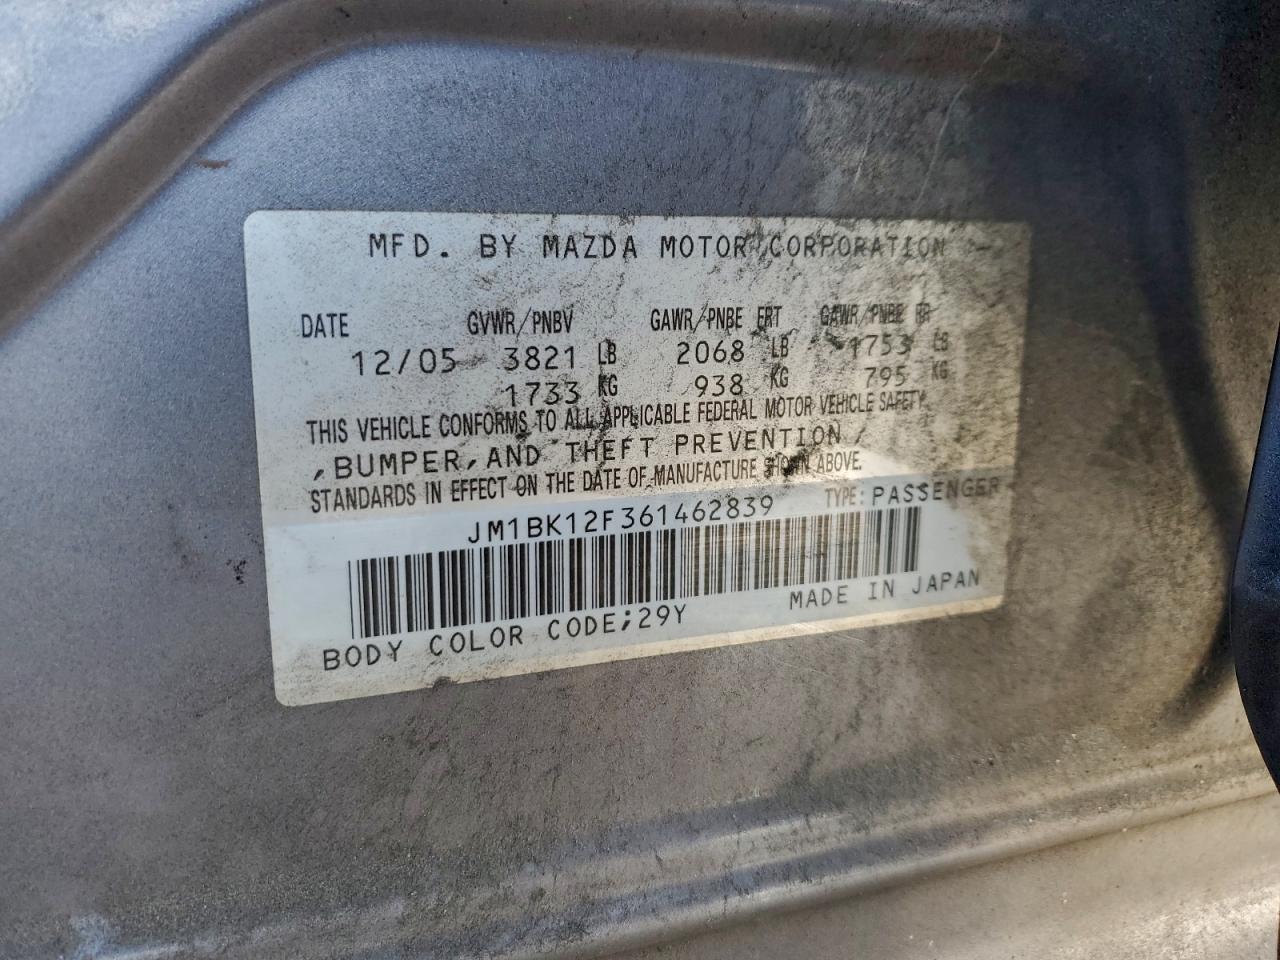 MFD. BY MAZDA MOTOR CORPORATION
DATE GVWR/PNBV GAWR/PNBE FRT GAWR/PNBE RR
12/05 3821 LB 2068 LB 1753 LB
1733 KG 938 KG 795 KG
THIS VEHICLE CONFORMS TO ALL APPLICABLE FEDERAL MOTOR VEHICLE SAFETY,
,BUMPER,AND THEFT PREVENTION /
STANDARDS IN EFFECT ON THE DATE OF MANUFACTURE SHOWN ABOVE.
JM1BK12F361462839 TYPE: PASSENGER
BODY COLOR CODE;29Y MADE IN JAPAN